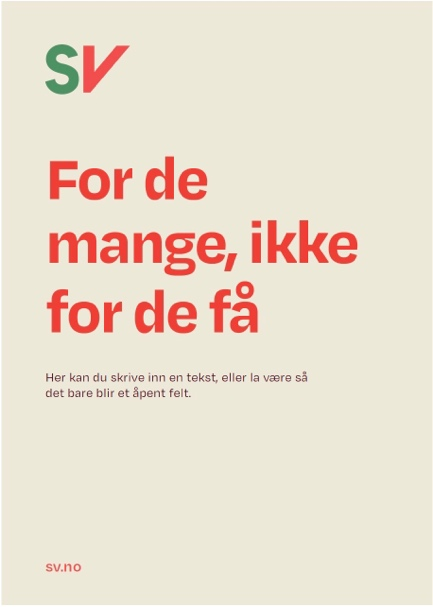 SV
For de
mange, ikke
for de få
Her kan du skrive inn en tekst, eller la være så
det bare blir et åpent felt.
sv.no